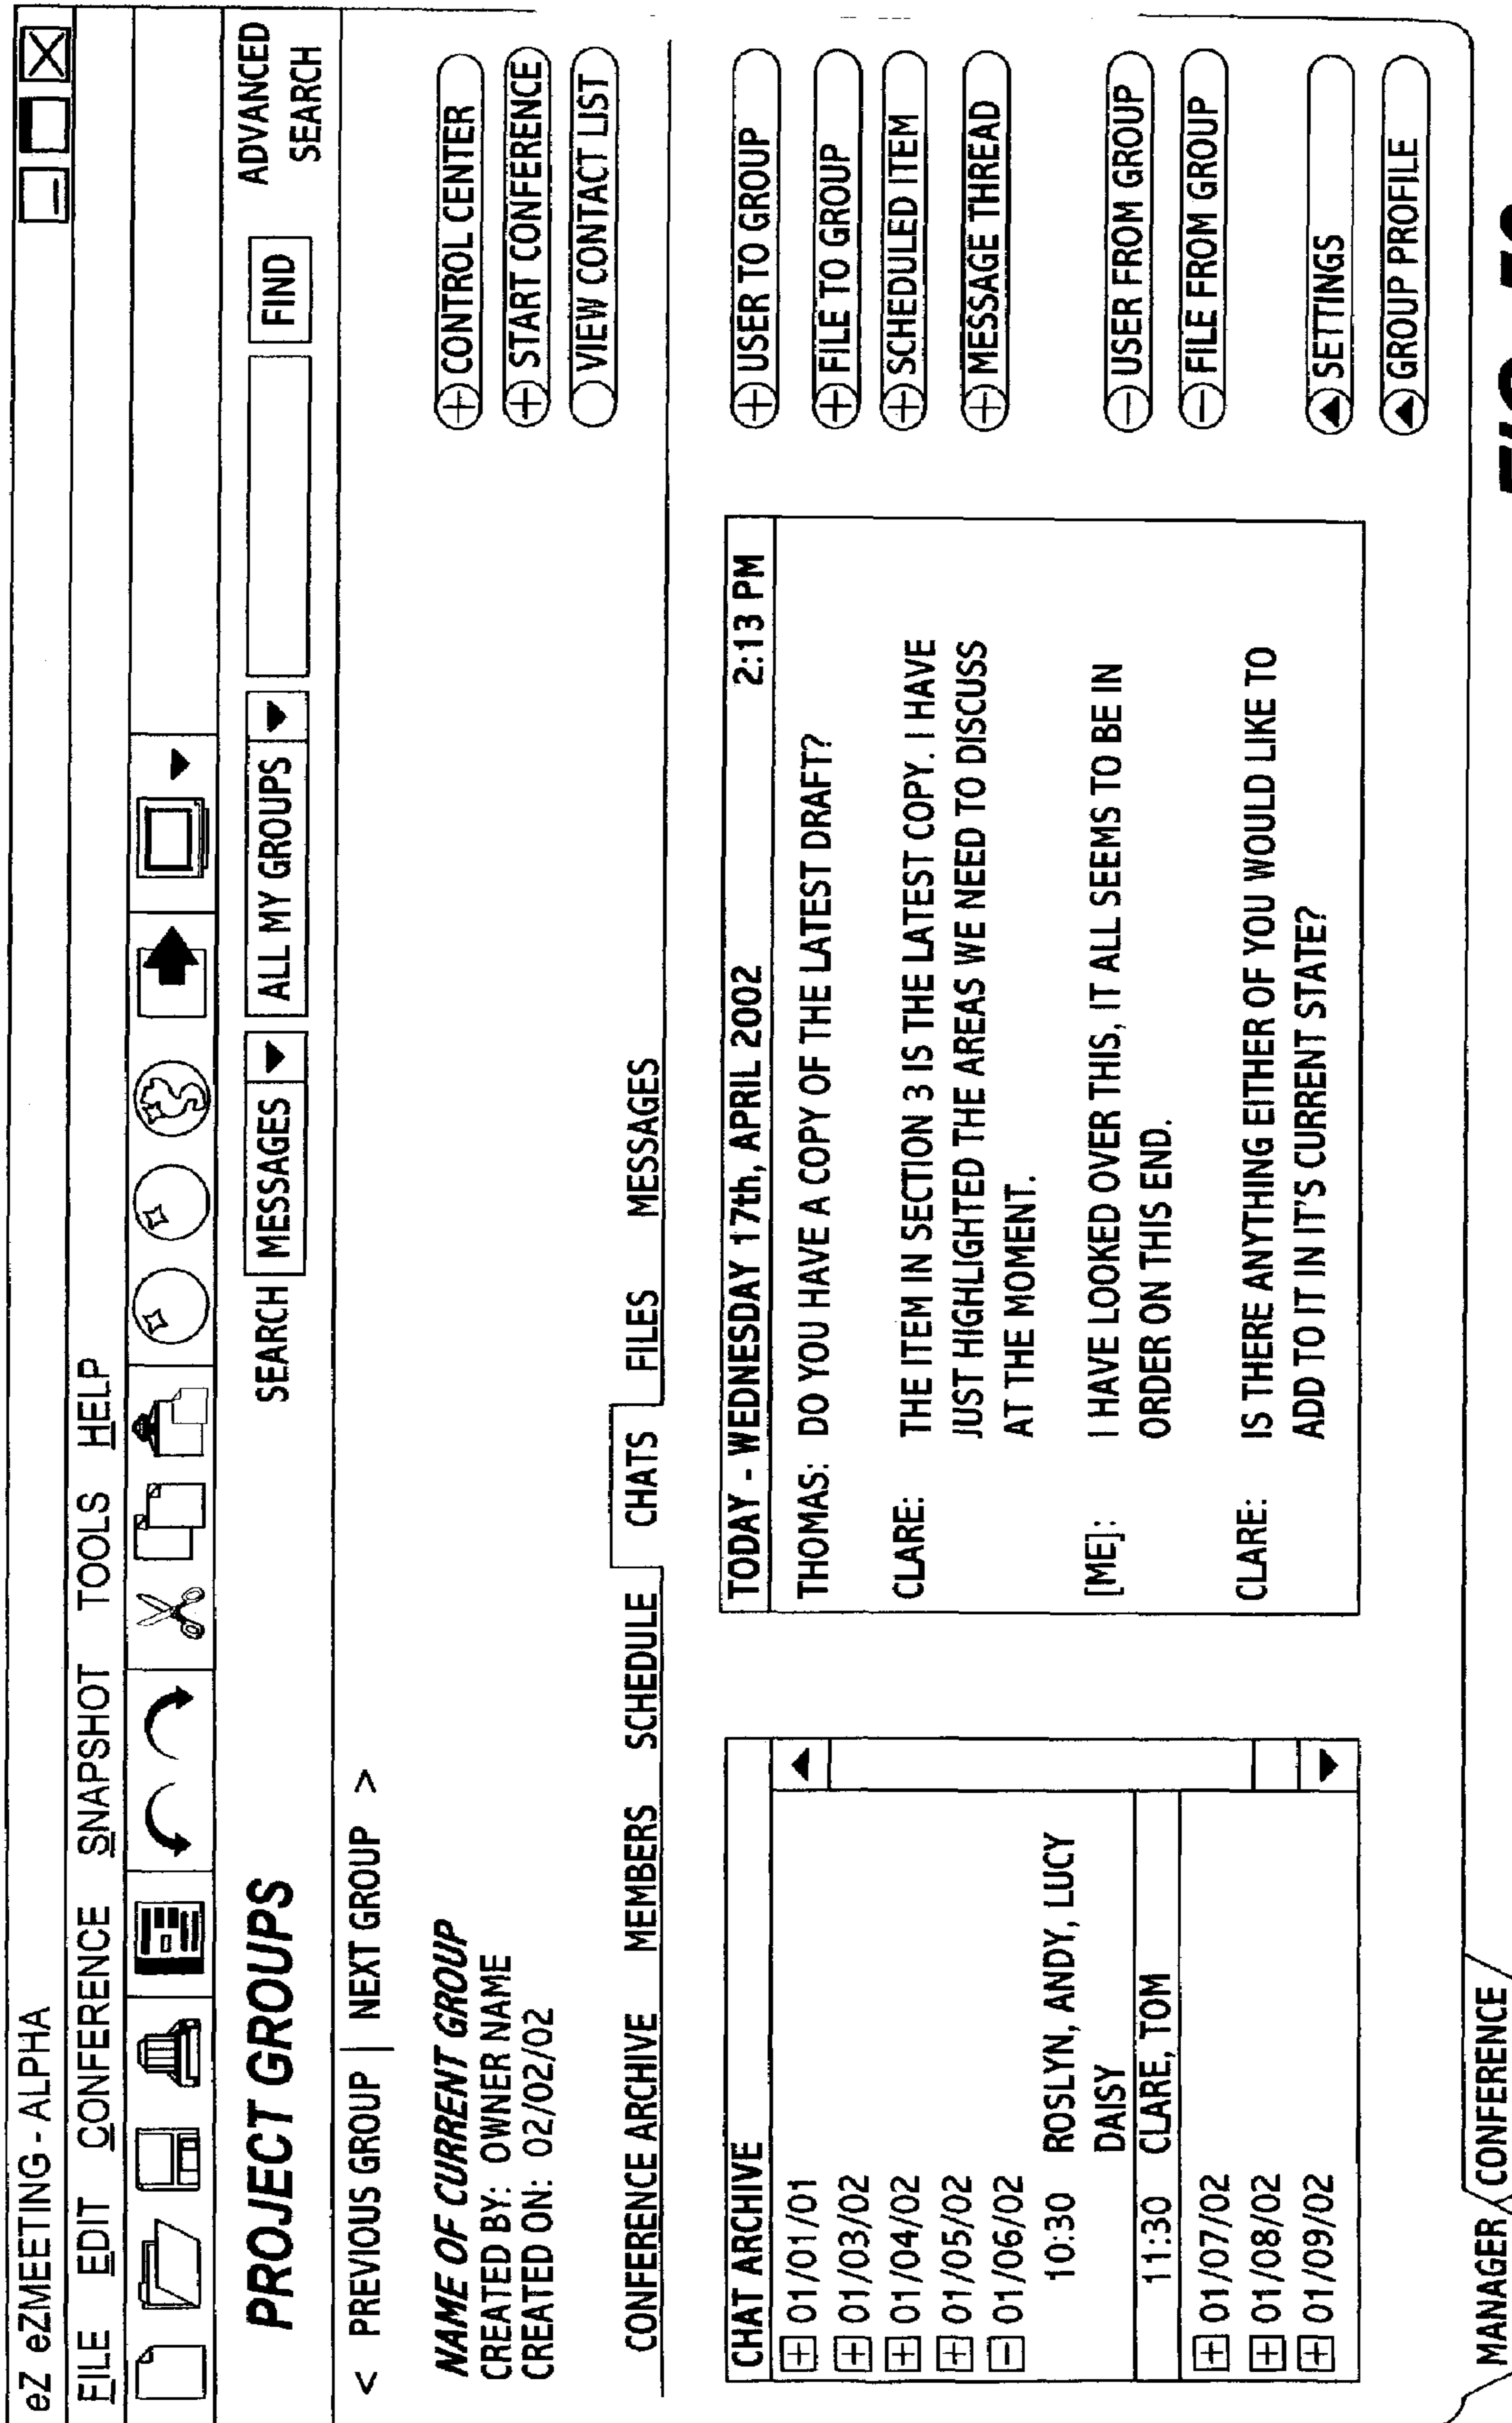 eZ eZMEETING - ALPHA
FILE EDIT CONFERENCE SNAPSHOT TOOLS HELP
PROJECT GROUPS
SEARCH MESSAGES ALL MY GROUPS FIND ADVANCED SEARCH
< PREVIOUS GROUP | NEXT GROUP >
NAME OF CURRENT GROUP
CREATED BY: OWNER NAME
CREATED ON: 02/02/02
+ CONTROL CENTER
+ START CONFERENCE
VIEW CONTACT LIST
CONFERENCE ARCHIVE MEMBERS SCHEDULE CHATS FILES MESSAGES
CHAT ARCHIVE
+ 01/01/01
+ 01/03/02
+ 01/04/02
+ 01/05/02
- 01/06/02
10:30 ROSLYN, ANDY, LUCY
DAISY
11:30 CLARE, TOM
+ 01/07/02
+ 01/08/02
+ 01/09/02
TODAY - WEDNESDAY 17th, APRIL 2002 2:13 PM
THOMAS: DO YOU HAVE A COPY OF THE LATEST DRAFT?
CLARE: THE ITEM IN SECTION 3 IS THE LATEST COPY. I HAVE
JUST HIGHLIGHTED THE AREAS WE NEED TO DISCUSS
AT THE MOMENT.
[ME]: I HAVE LOOKED OVER THIS, IT ALL SEEMS TO BE IN
ORDER ON THIS END.
CLARE: IS THERE ANYTHING EITHER OF YOU WOULD LIKE TO
ADD TO IT IN IT'S CURRENT STATE?
+ USER TO GROUP
+ FILE TO GROUP
+ SCHEDULED ITEM
+ MESSAGE THREAD
- USER FROM GROUP
- FILE FROM GROUP
SETTINGS
GROUP PROFILE
MANAGER CONFERENCE